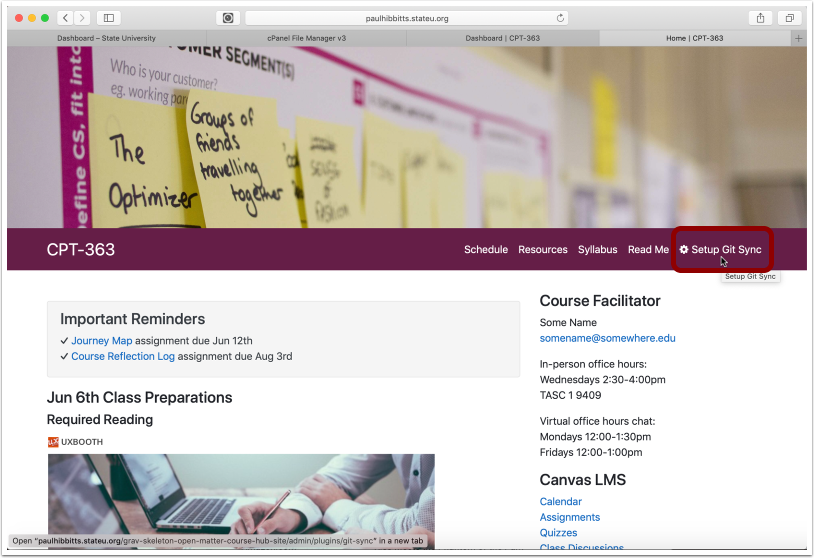 paulhibbitts.stateu.org
Dashboard – State University
cPanel File Manager v3
Dashboard | CPT-363
Home | CPT-363
efine CS, fit into
OMER SEGMENT(S)
Who is your customer?
eg. working par
The
Optimizer
Groups of
friends
travelling
together
CPT-363
Schedule
Resources
Syllabus
Read Me
Setup Git Sync
Setup Git Sync
Important Reminders
✓ Journey Map assignment due Jun 12th
✓ Course Reflection Log assignment due Aug 3rd
Jun 6th Class Preparations
Required Reading
UX UXBOOTH
Course Facilitator
Some Name
somename@somewhere.edu
In-person office hours:
Wednesdays 2:30-4:00pm
TASC 1 9409
Virtual office hours chat:
Mondays 12:00-1:30pm
Fridays 12:00-1:00pm
Canvas LMS
Calendar
Assignments
Quizzes
Class Discussions
Open "paulhibbitts.stateu.org/grav-skeleton-open-matter-course-hub-site/admin/plugins/git-sync" in a new tab